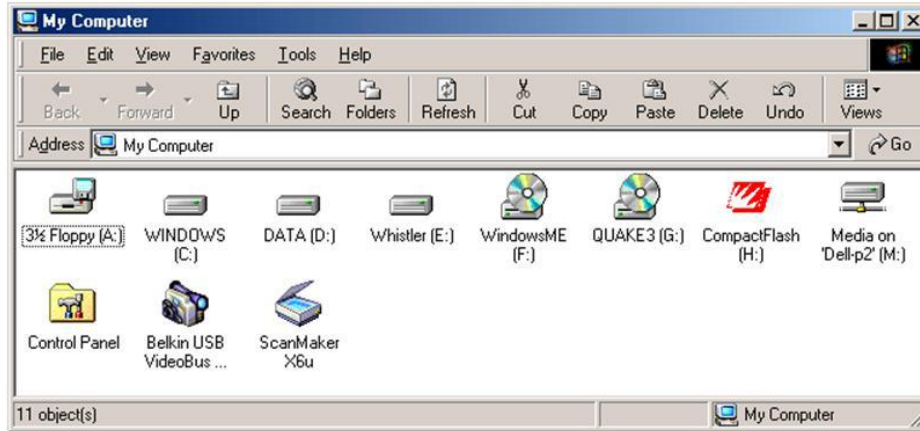 My Computer
File Edit View Favorites Tools Help
Back Forward Up Search Folders Refresh Cut Copy Paste Delete Undo Views
Address My Computer Go
3½ Floppy (A:) WINDOWS (C:) DATA (D:) Whistler (E:) WindowsME (F:) QUAKE3 (G:) CompactFlash (H:) Media on 'Dell-p2' (M:)
Control Panel Belkin USB VideoBus ... ScanMaker X6u
11 object(s) My Computer